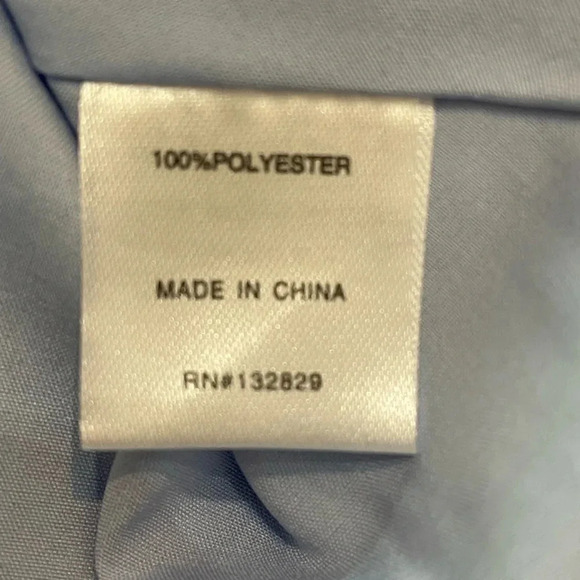 100%POLYESTER
MADE IN CHINA
RN#132829